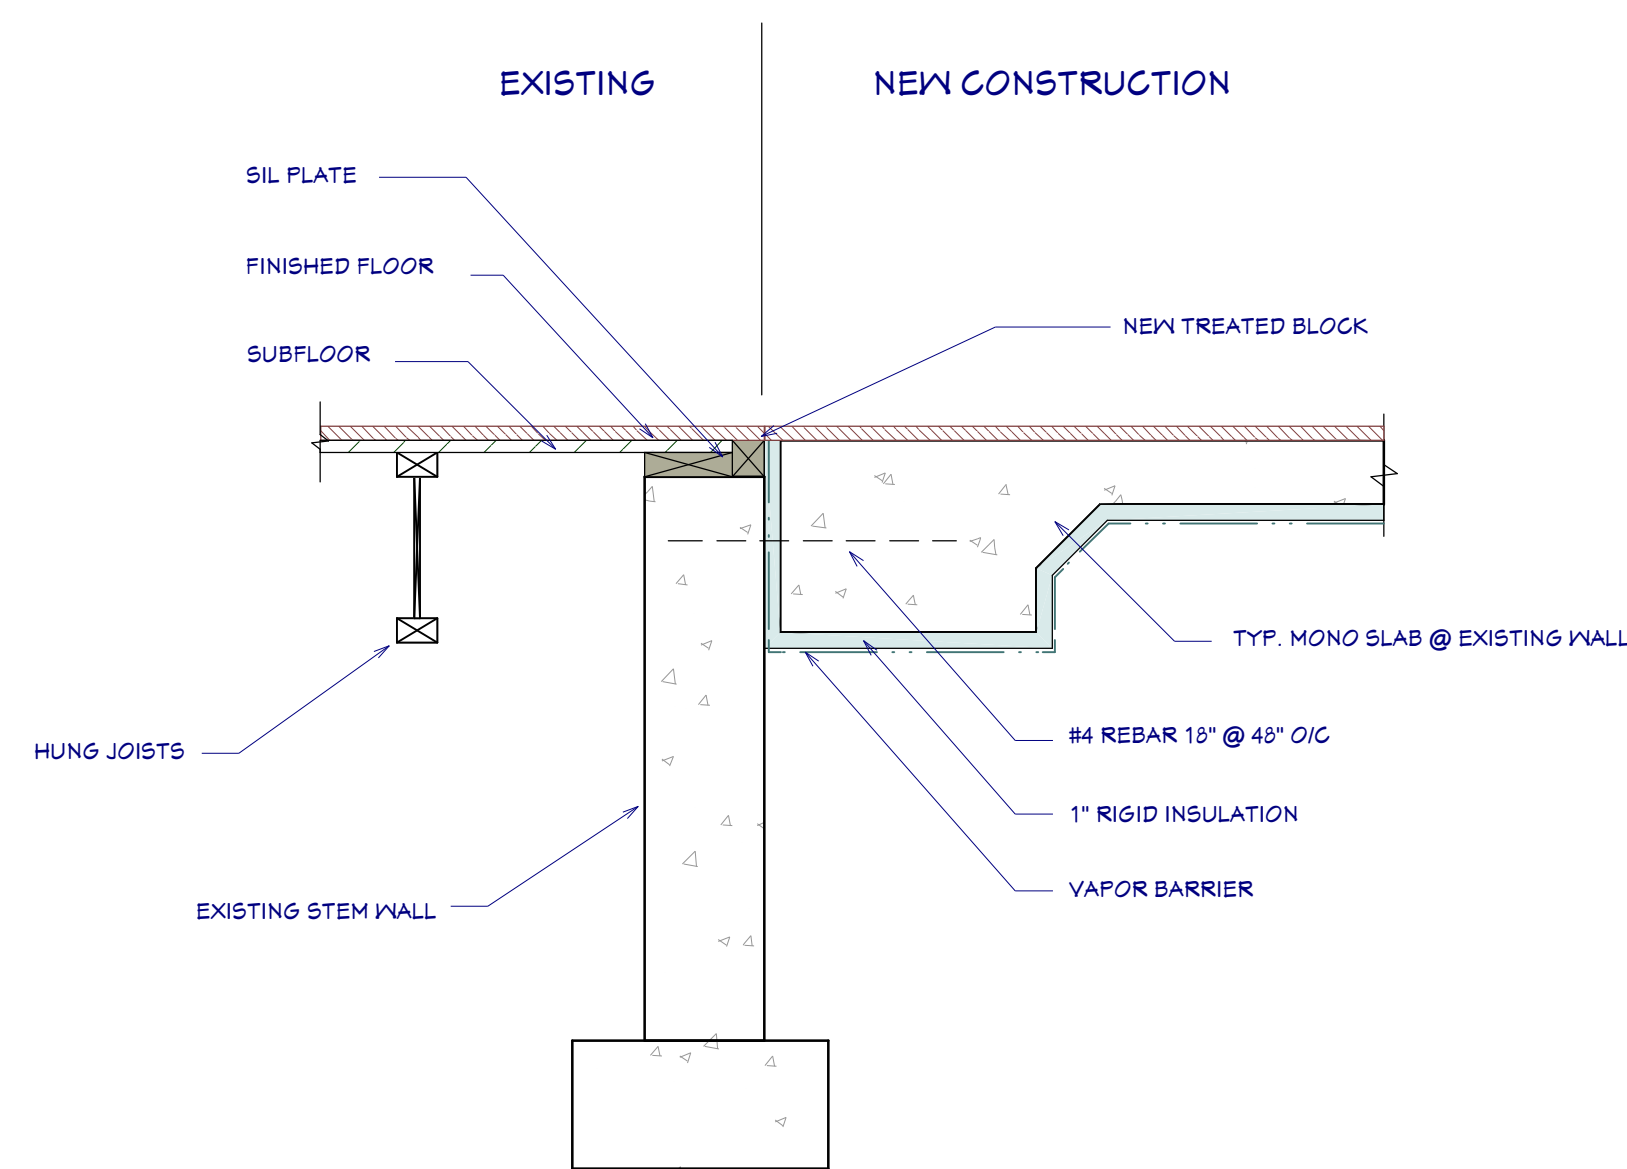 EXISTING
NEW CONSTRUCTION
SIL PLATE
FINISHED FLOOR
NEW TREATED BLOCK
SUBFLOOR
TYP. MONO SLAB @ EXISTING WALL
#4 REBAR 18" @ 48" O/C
HUNG JOISTS
1" RIGID INSULATION
VAPOR BARRIER
EXISTING STEM WALL